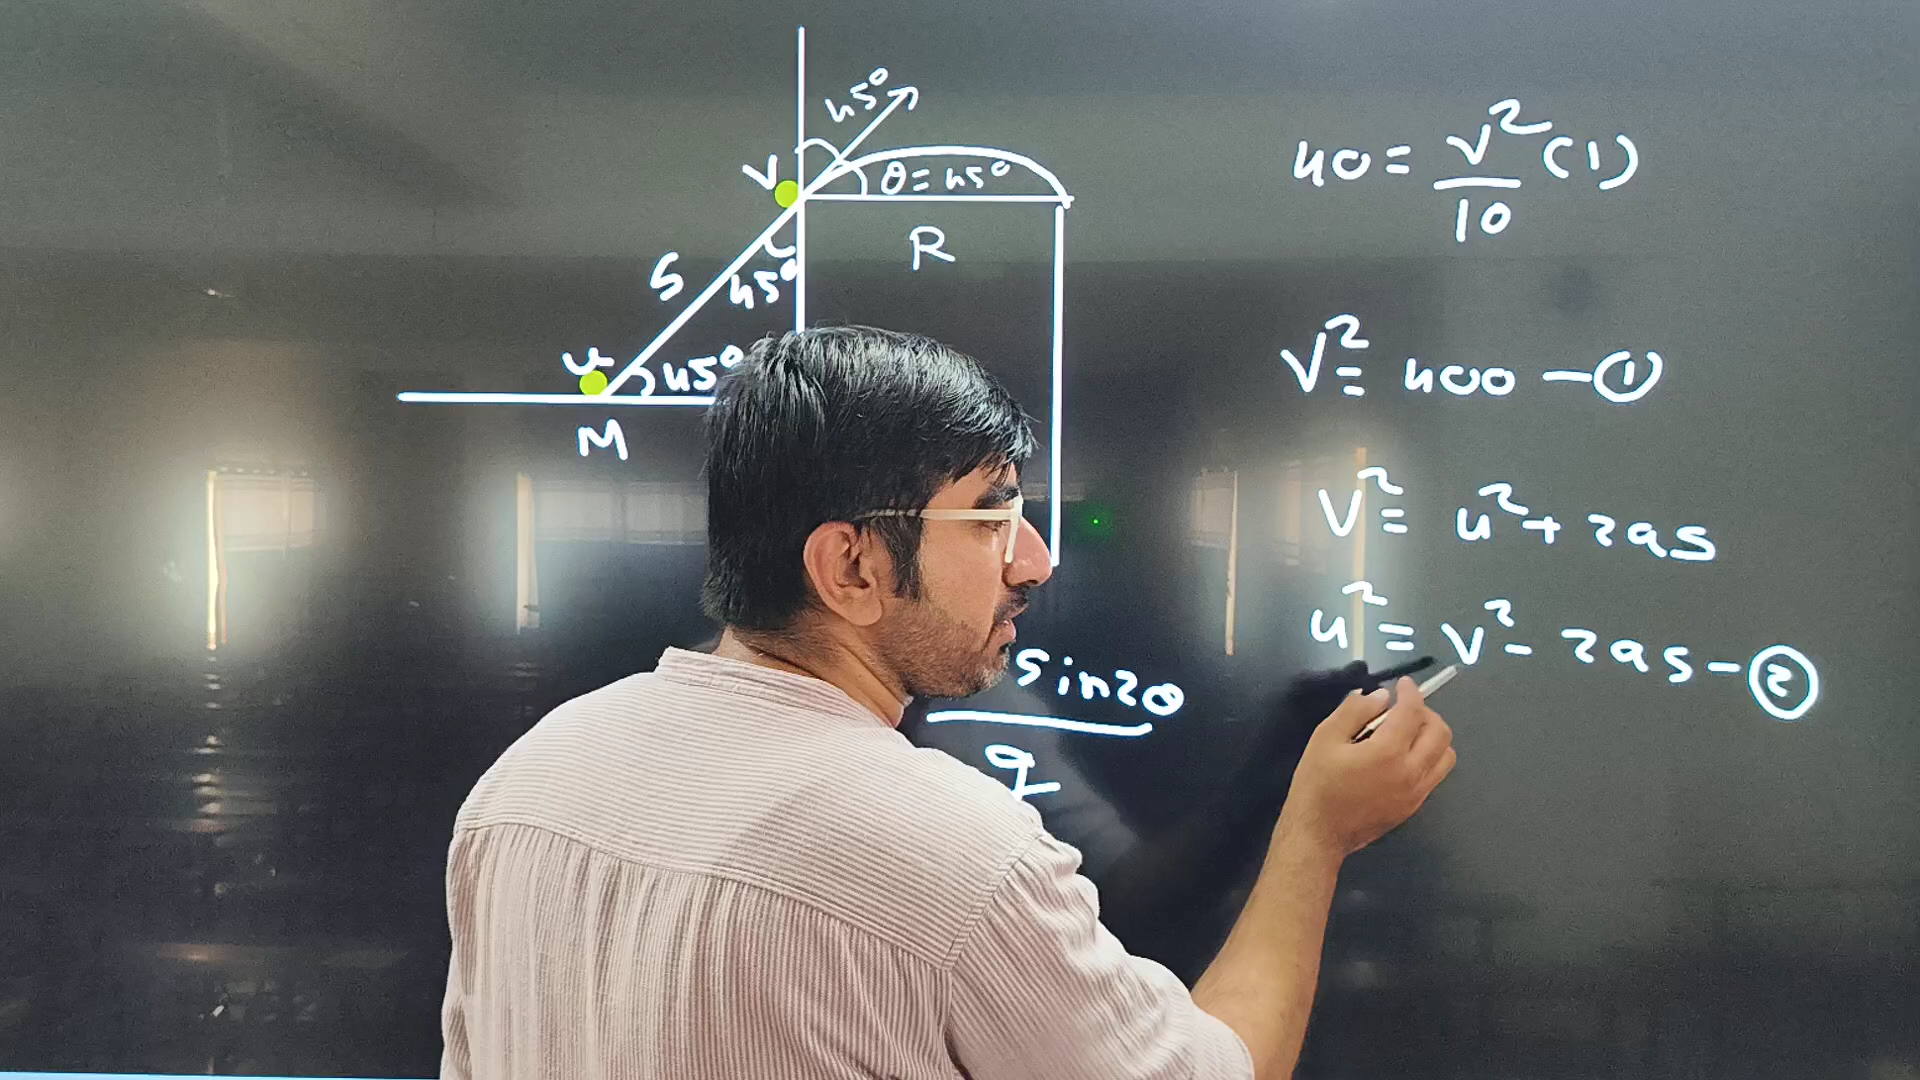 45°
V
θ = 45°
R
S
45°
u
45°
M
sin2θ
g
40 = V² (1)
10
V² = 400 - ①
V² = u² + 2as
u² = V² - 2as - ②